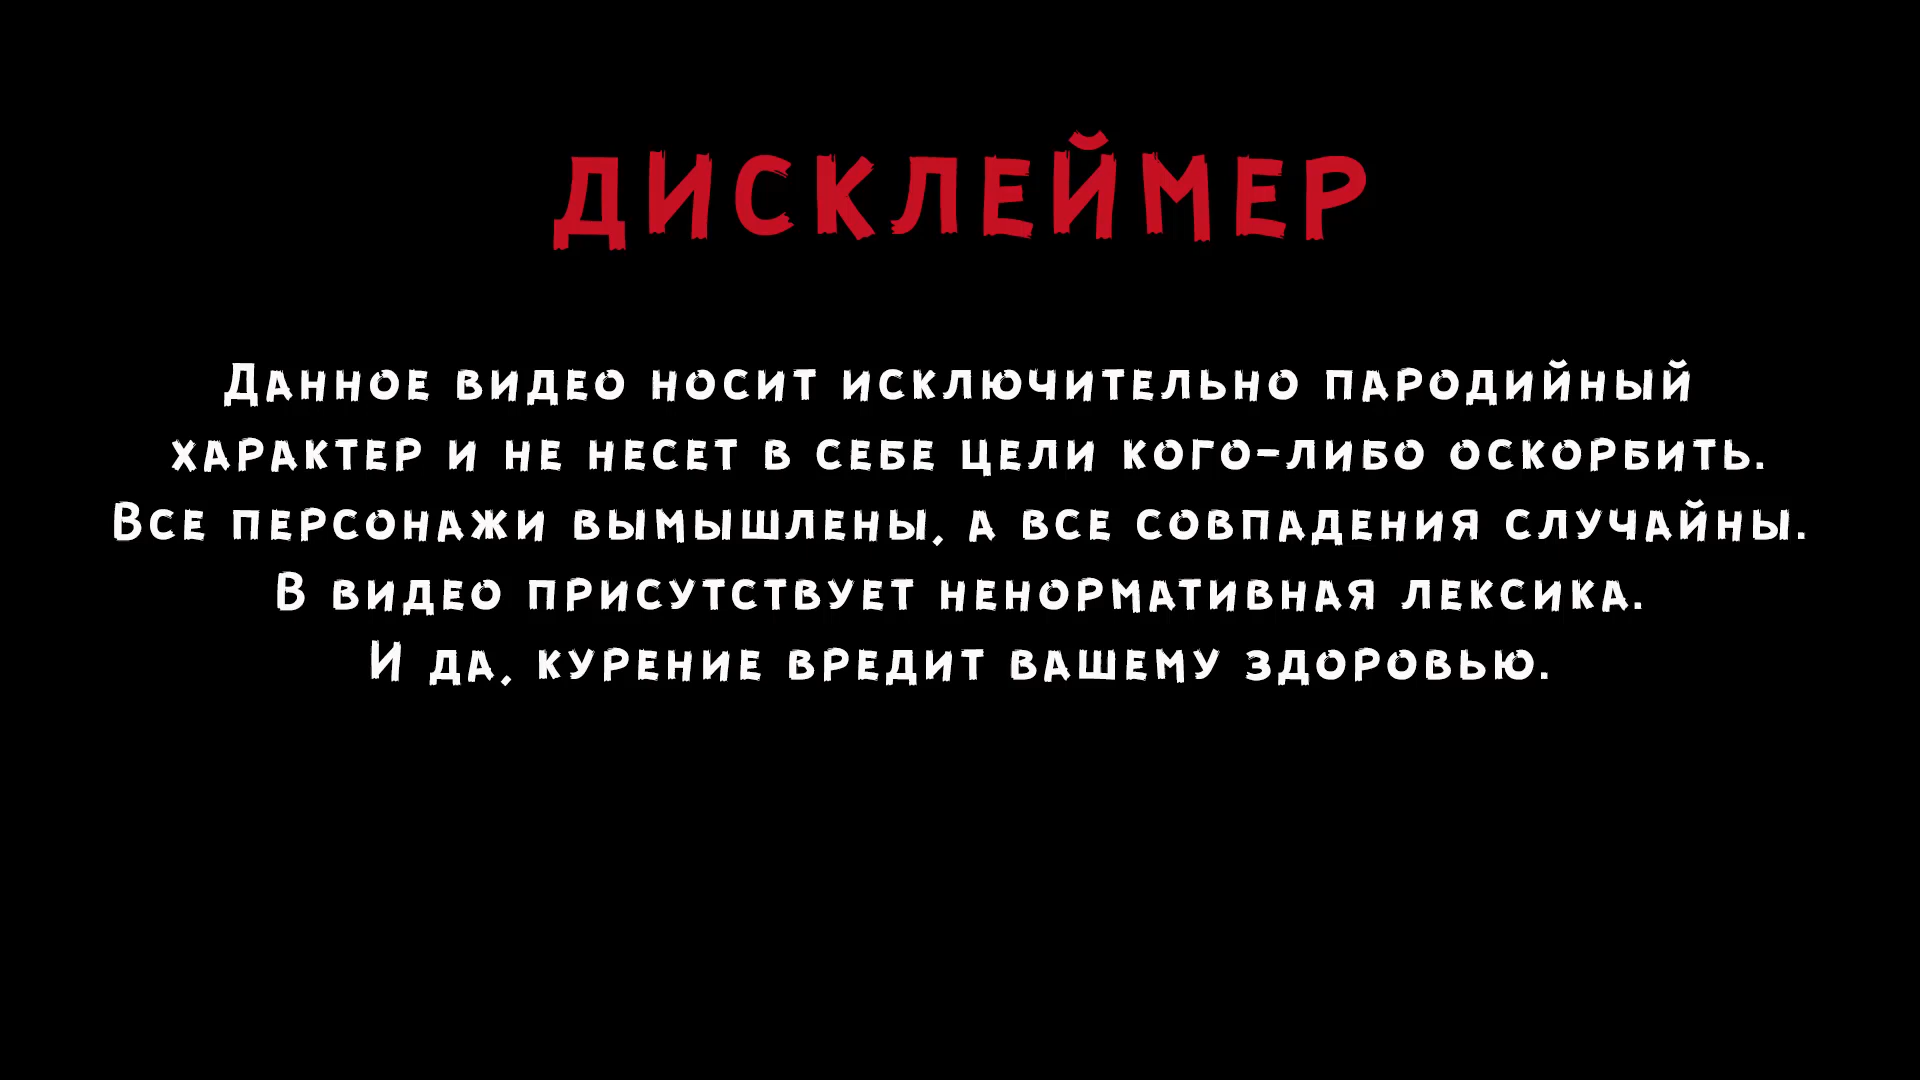 ДИСКЛЕЙМЕР
Данное видео носит исключительно пародийный
характер и не несет в себе цели кого-либо оскорбить.
Все персонажи вымышлены, а все совпадения случайны.
В видео присутствует ненормативная лексика.
И да, курение вредит вашему здоровью.